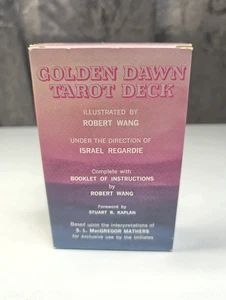 GOLDEN DAWN
TAROT DECK
ILLUSTRATED BY
ROBERT WANG
UNDER THE DIRECTION OF
ISRAEL REGARDIE
Complete with
BOOKLET OF INSTRUCTIONS
by
ROBERT WANG
Foreword by
STUART R. KAPLAN
Based upon the interpretations of
S. L. MacGREGOR MATHERS
for exclusive use by the initiates